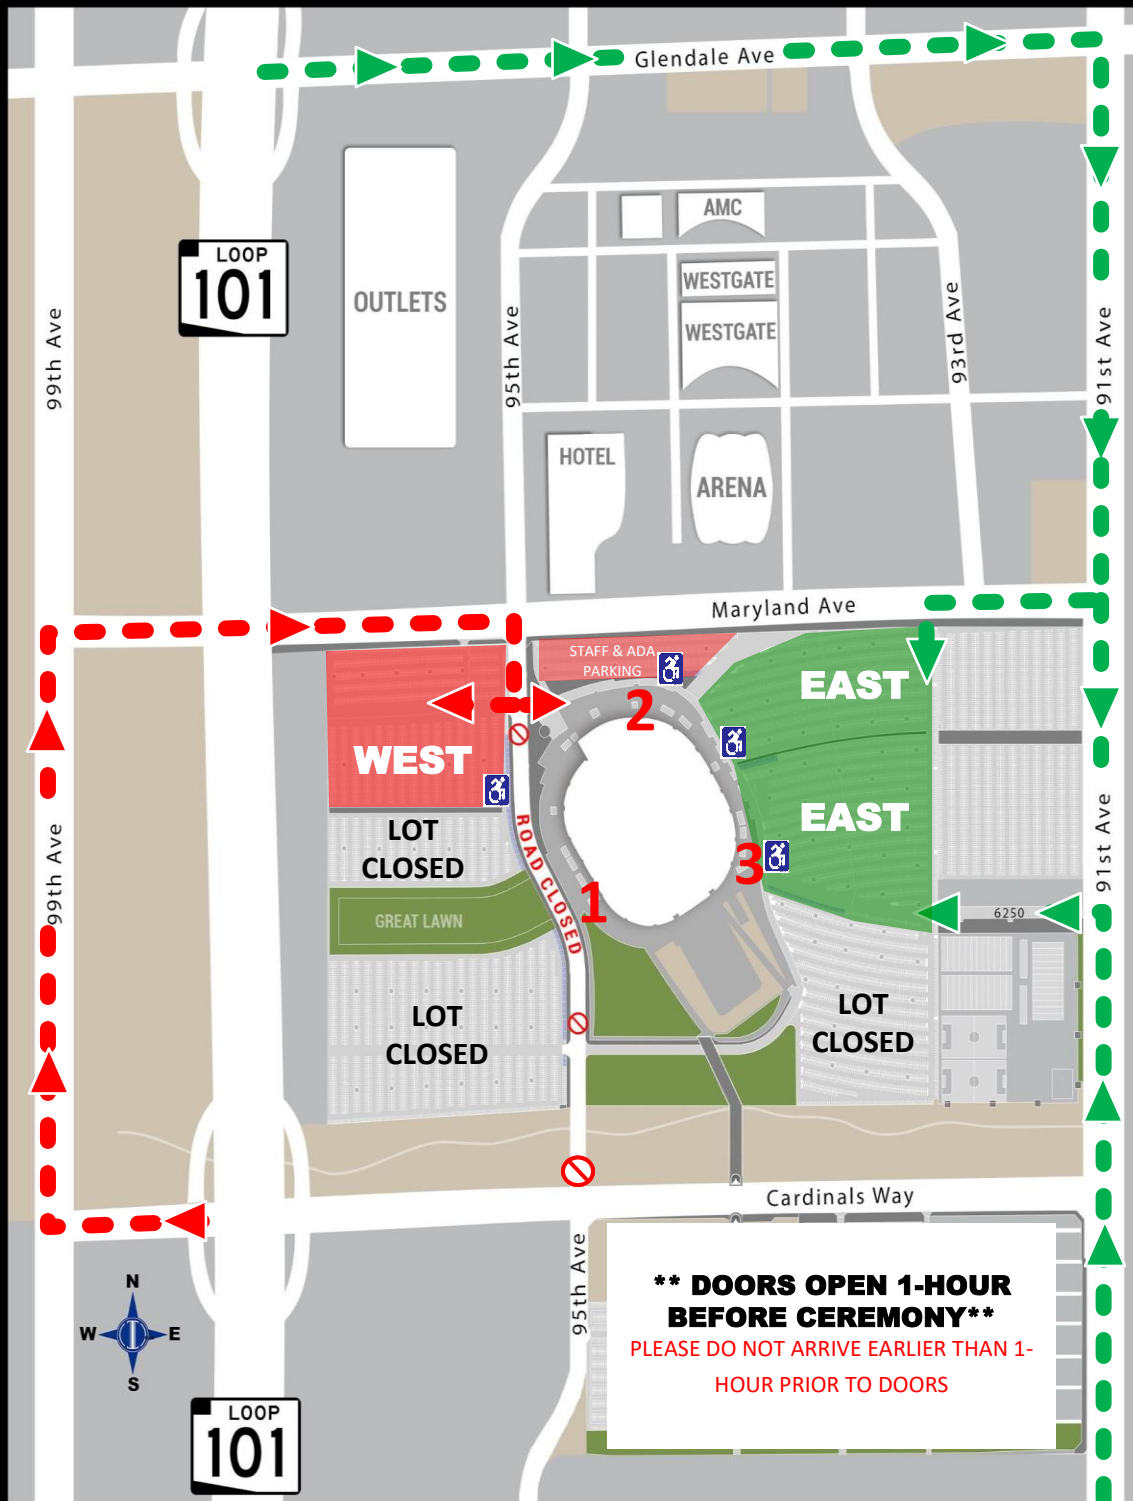 Glendale Ave
AMC
LOOP
101
WESTGATE
OUTLETS
WESTGATE
99th Ave
95th Ave
93rd Ave
91st Ave
HOTEL
ARENA
Maryland Ave
STAFF & ADA
PARKING
EAST
2
WEST
EAST
LOT
CLOSED
ROAD CLOSED
3
99th Ave
91st Ave
1
GREAT LAWN
6250
LOT
CLOSED
LOT
CLOSED
Cardinals Way
95th Ave
N
W
E
S
** DOORS OPEN 1-HOUR
BEFORE CEREMONY**
PLEASE DO NOT ARRIVE EARLIER THAN 1-
HOUR PRIOR TO DOORS
LOOP
101